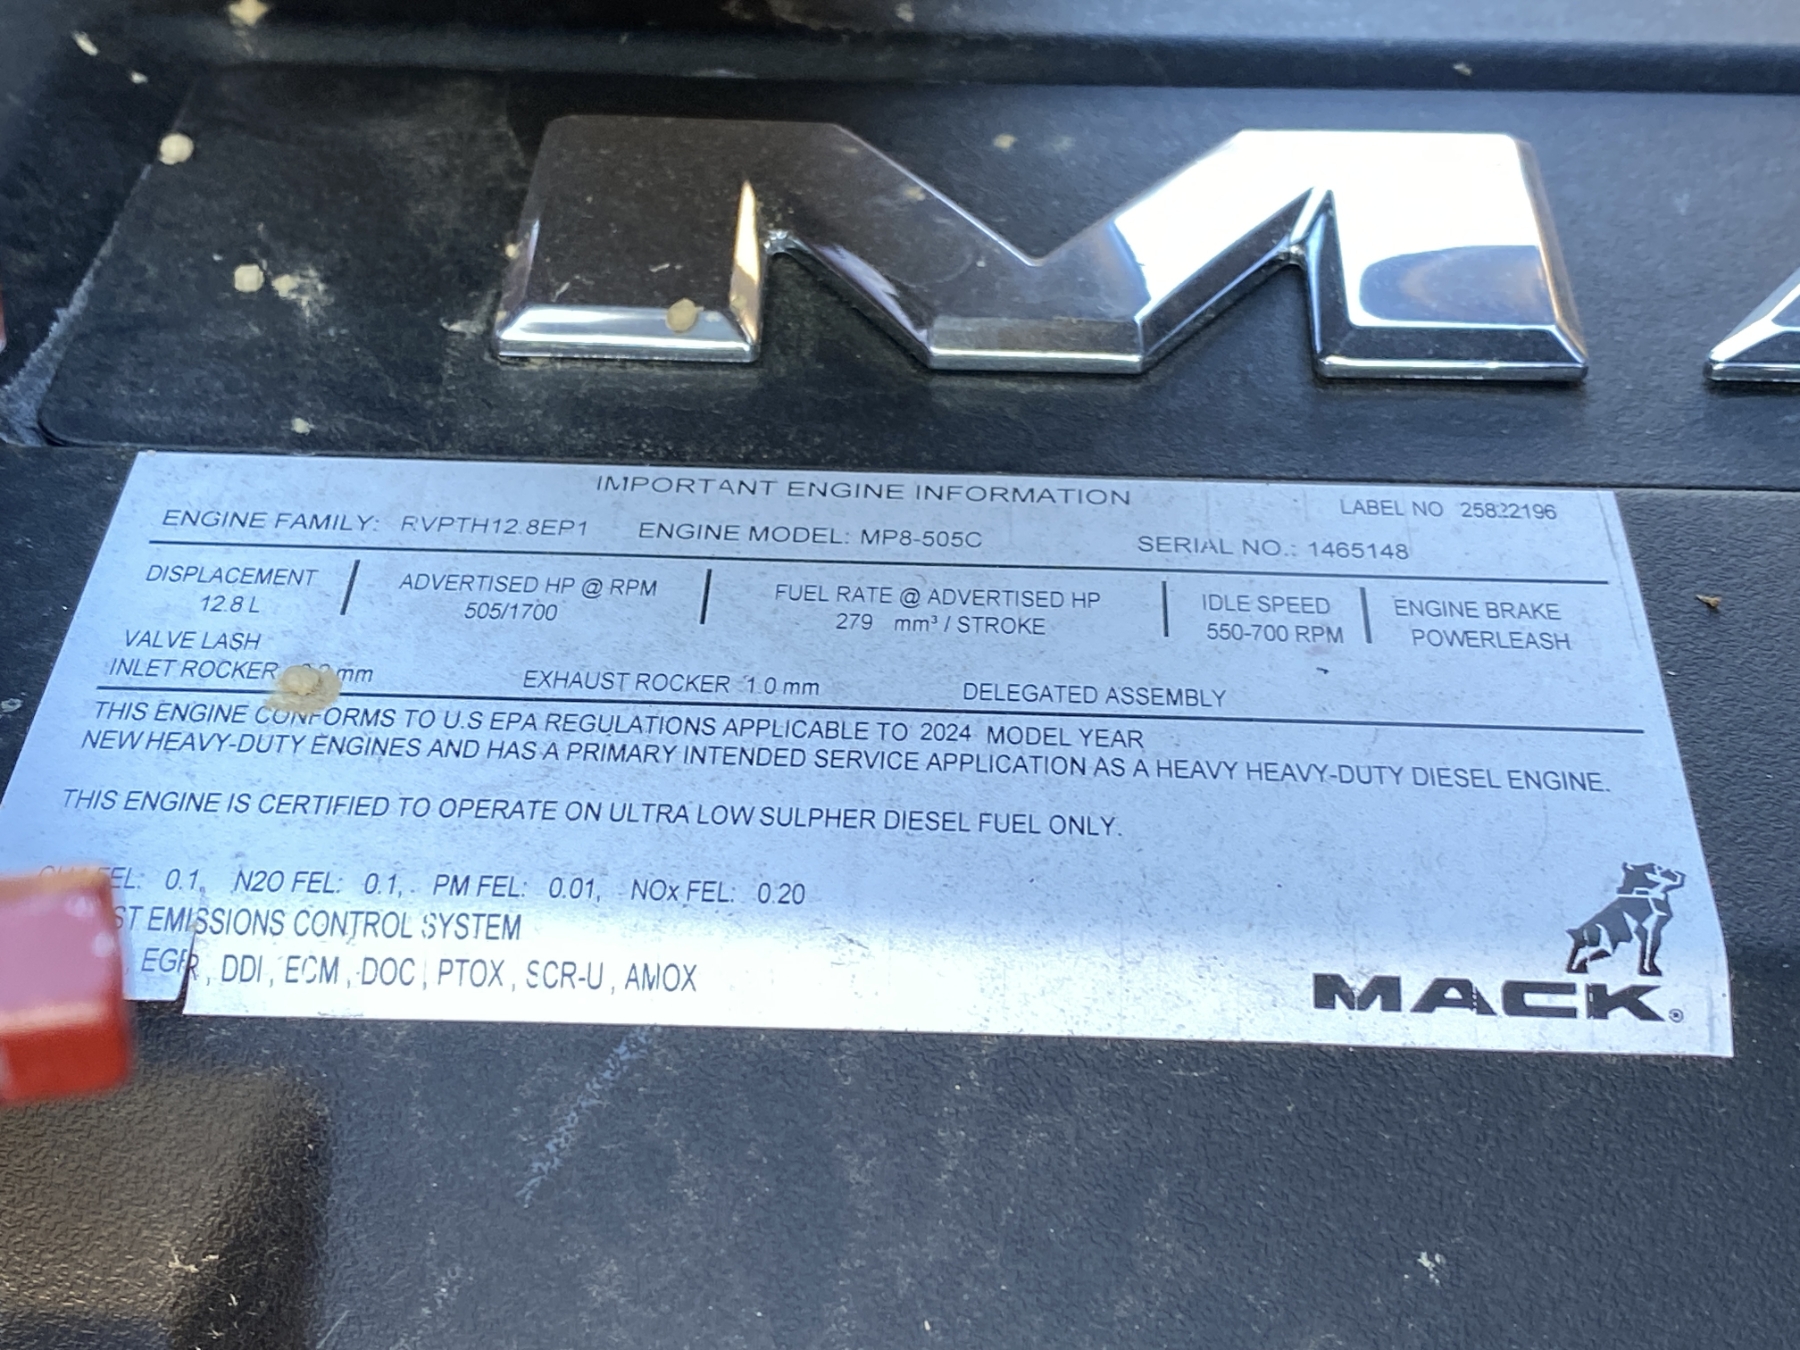 M
IMPORTANT ENGINE INFORMATION
LABEL NO 25822196
ENGINE FAMILY: RVPTH12.8EP1 ENGINE MODEL: MP8-505C SERIAL NO.: 1465148
DISPLACEMENT ADVERTISED HP @ RPM FUEL RATE @ ADVERTISED HP IDLE SPEED ENGINE BRAKE
12.8 L 505/1700 279 mm³ / STROKE 550-700 RPM POWERLEASH
VALVE LASH
INLET ROCKER mm EXHAUST ROCKER 1.0 mm DELEGATED ASSEMBLY
THIS ENGINE CONFORMS TO U.S EPA REGULATIONS APPLICABLE TO 2024 MODEL YEAR
NEW HEAVY-DUTY ENGINES AND HAS A PRIMARY INTENDED SERVICE APPLICATION AS A HEAVY HEAVY-DUTY DIESEL ENGINE.
THIS ENGINE IS CERTIFIED TO OPERATE ON ULTRA LOW SULPHER DIESEL FUEL ONLY.
FEL: 0.1, N2O FEL: 0.1, PM FEL: 0.01, NOx FEL: 0.20
ST EMISSIONS CONTROL SYSTEM
, EGR, DDI, ECM, DOC, PTOX, SCR-U, AMOX
MACK